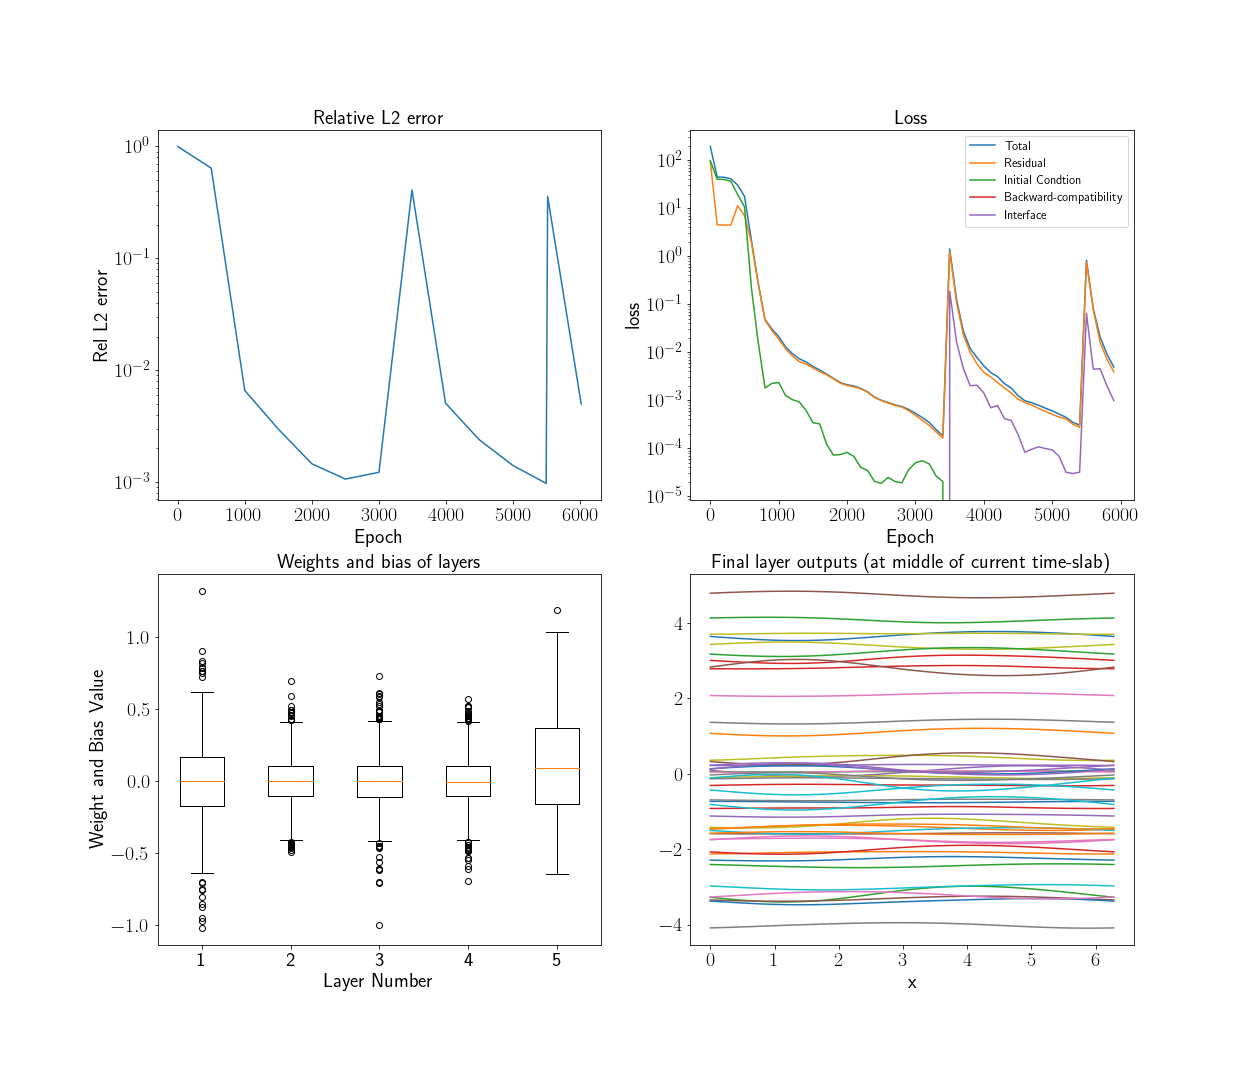 Relative L2 error
10^0
10^−1
10^−2
10^−3
Rel L2 error
0 1000 2000 3000 4000 5000 6000
Epoch
Loss
10^2
10^1
10^0
10^−1
10^−2
10^−3
10^−4
10^−5
loss
Total
Residual
Initial Condtion
Backward-compatibility
Interface
0 1000 2000 3000 4000 5000 6000
Epoch
Weights and bias of layers
1.0
0.5
0.0
−0.5
−1.0
Weight and Bias Value
1 2 3 4 5
Layer Number
Final layer outputs (at middle of current time-slab)
4
2
0
−2
−4
0 1 2 3 4 5 6
x